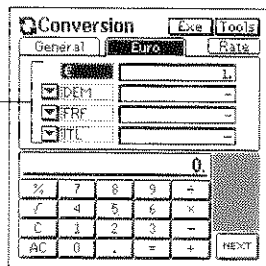 Conversion Exe Tools
General Euro Rate
€ 1.
DEM -
FRF -
ITL -
0.
% 7 8 9 ÷
√ 4 5 6 ×
C 1 2 3 -
AC 0 . = + NEXT